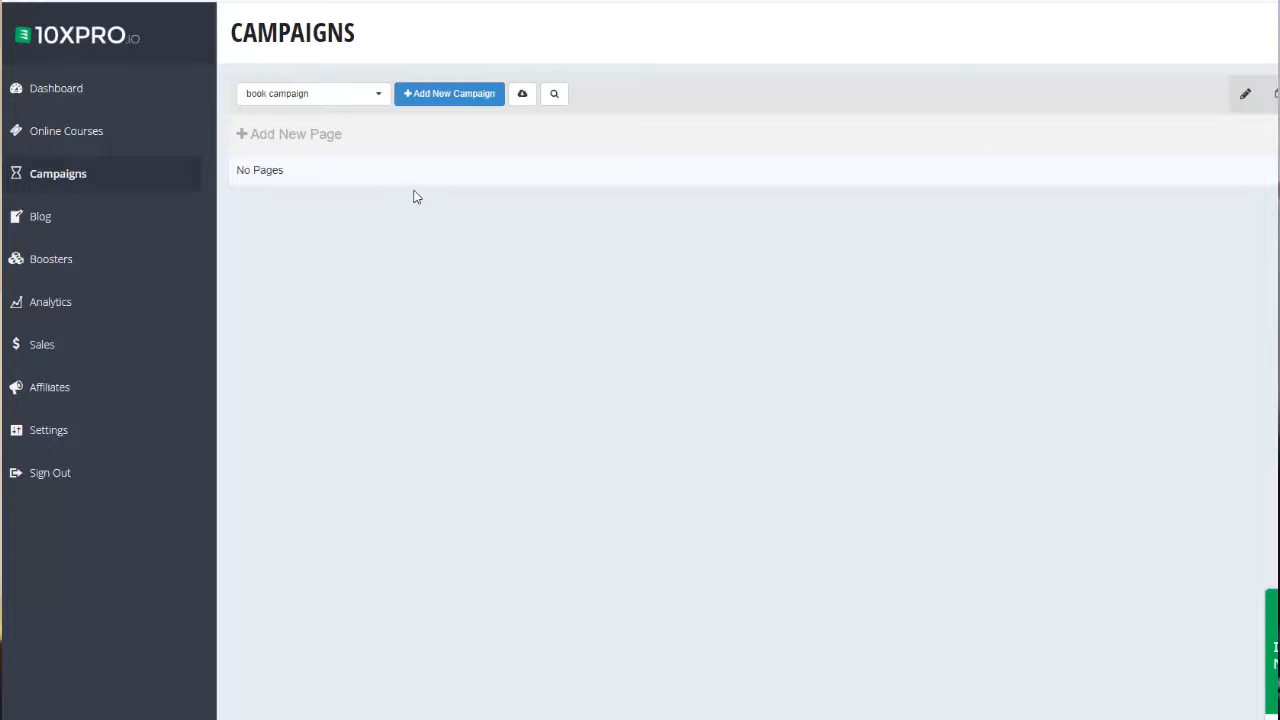 10XPRO.io
Dashboard
Online Courses
Campaigns
Blog
Boosters
Analytics
Sales
Affiliates
Settings
Sign Out
CAMPAIGNS
book campaign
Add New Campaign
Add New Page
No Pages